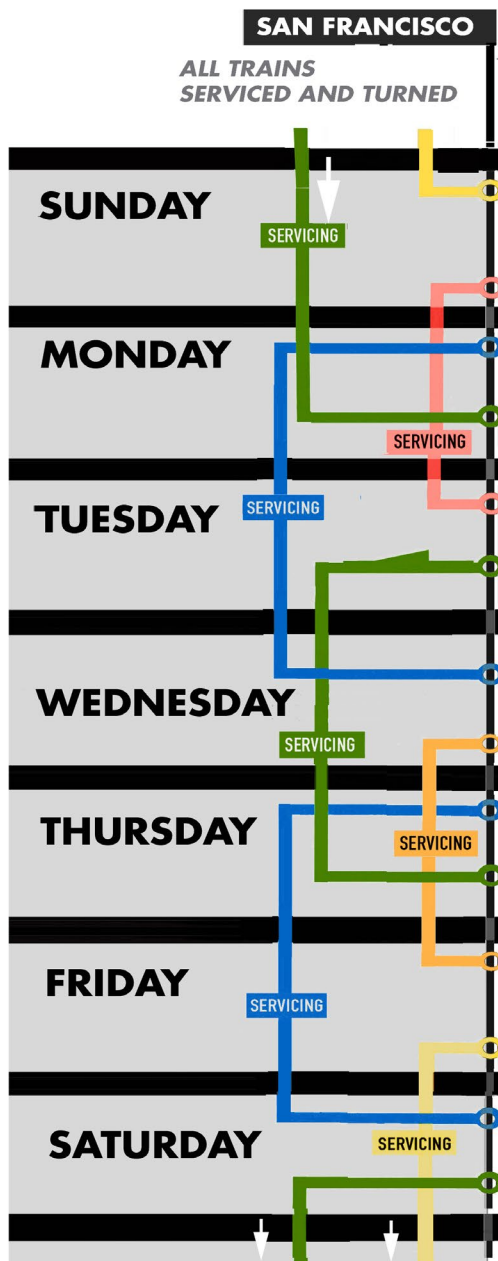 SAN FRANCISCO
ALL TRAINS
SERVICED AND TURNED
SUNDAY
SERVICING
MONDAY
SERVICING
SERVICING
TUESDAY
WEDNESDAY
SERVICING
THURSDAY
SERVICING
FRIDAY
SERVICING
SATURDAY
SERVICING